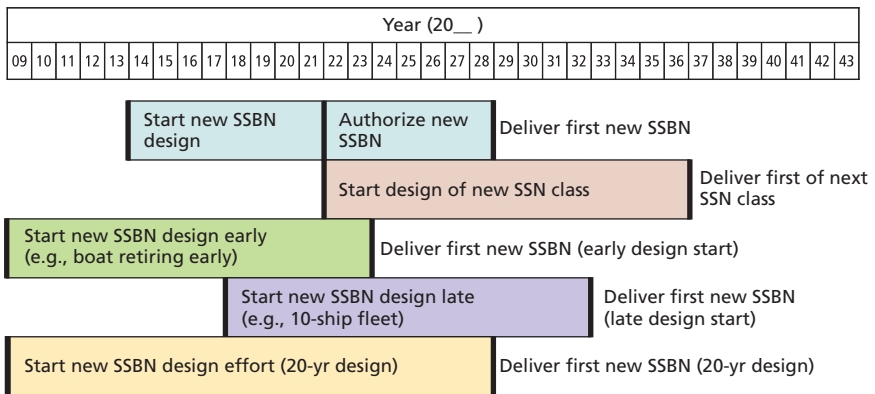 Year (20__ )
09 10 11 12 13 14 15 16 17 18 19 20 21 22 23 24 25 26 27 28 29 30 31 32 33 34 35 36 37 38 39 40 41 42 43
Start new SSBN
design
Authorize new
SSBN
Deliver first new SSBN
Start design of new SSN class
Deliver first of next
SSN class
Start new SSBN design early
(e.g., boat retiring early)
Deliver first new SSBN (early design start)
Start new SSBN design late
(e.g., 10-ship fleet)
Deliver first new SSBN
(late design start)
Start new SSBN design effort (20-yr design)
Deliver first new SSBN (20-yr design)